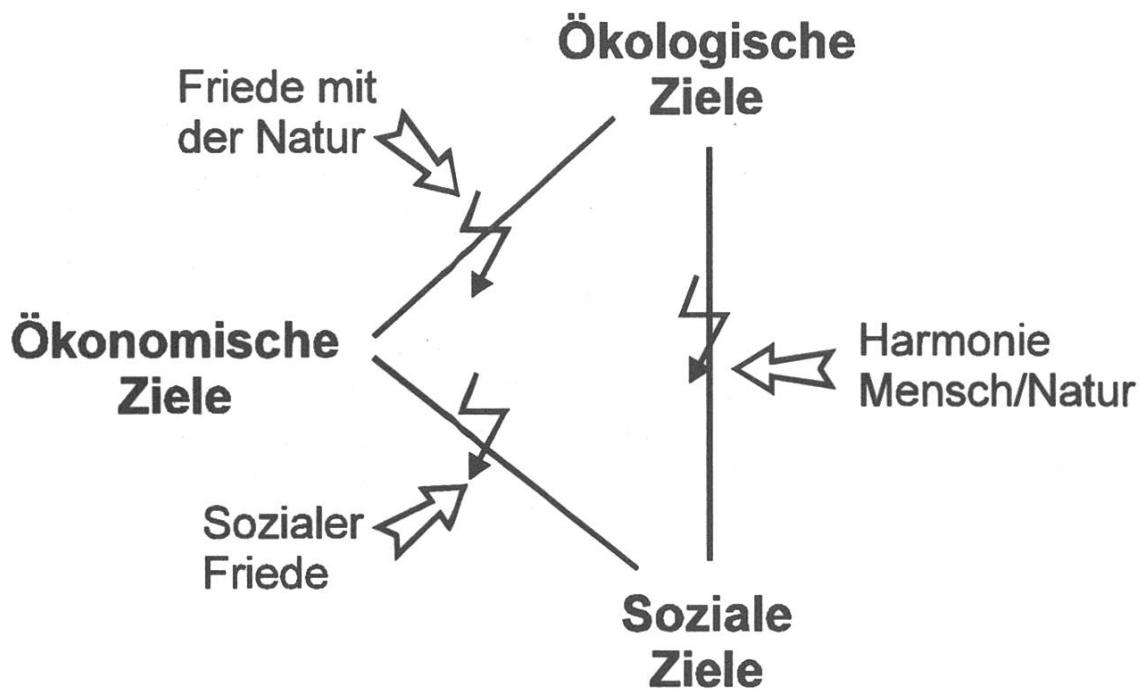 Ökologische
Ziele
Friede mit
der Natur
Ökonomische
Ziele
Harmonie
Mensch/Natur
Sozialer
Friede
Soziale
Ziele